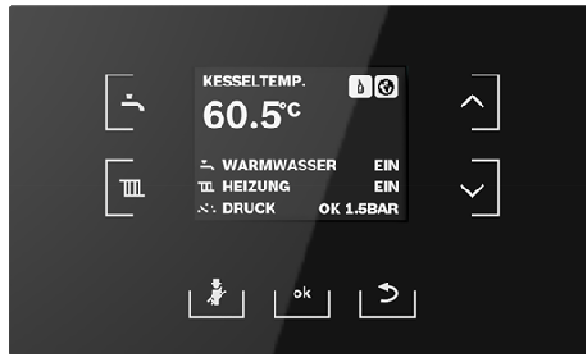 KESSELTEMP.
60.5°C
WARMWASSER EIN
HEIZUNG EIN
DRUCK OK 1.5BAR
ok